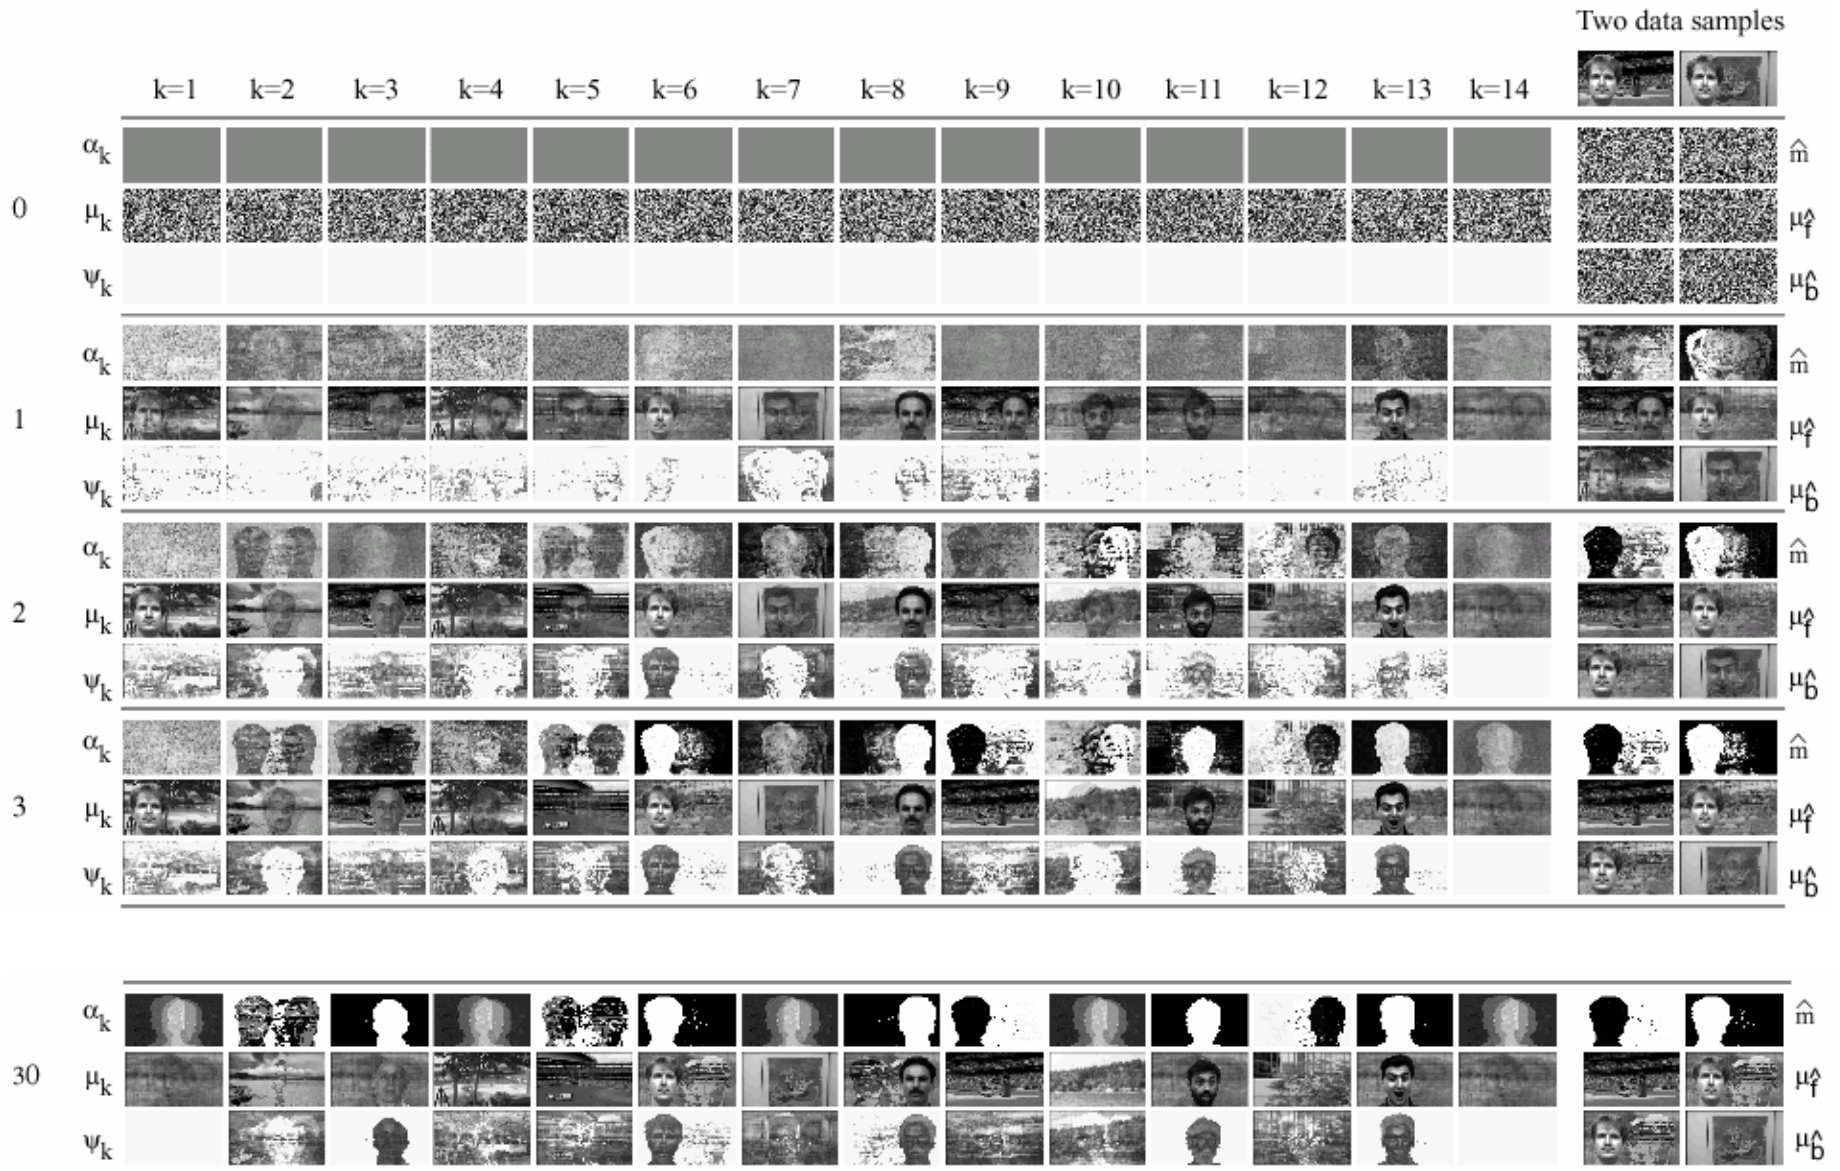 Two data samples
k=1 k=2 k=3 k=4 k=5 k=6 k=7 k=8 k=9 k=10 k=11 k=12 k=13 k=14
αk m̂
0 μk μf̂
ψk μb̂
αk m̂
1 μk μf̂
ψk μb̂
αk m̂
2 μk μf̂
ψk μb̂
αk m̂
3 μk μf̂
ψk μb̂
αk m̂
30 μk μf̂
ψk μb̂